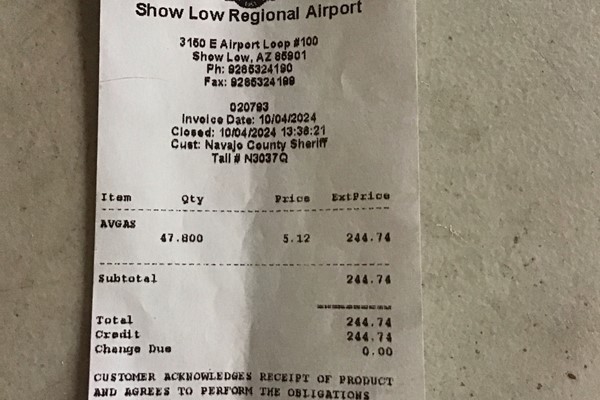 Show Low Regional Airport
3150 E Airport Loop #100
Show Low, AZ 85901
Ph: 9285324190
Fax: 9285324199
020793
Invoice Date: 10/04/2024
Closed: 10/04/2024 13:36:21
Cust: Navajo County Sheriff
Tail # N3037Q
Item Qty Price ExtPrice
AVGAS
47.800 5.12 244.74
Subtotal 244.74
Total 244.74
Credit 244.74
Change Due 0.00
CUSTOMER ACKNOWLEDGES RECEIPT OF PRODUCT
AND AGREES TO PERFORM THE OBLIGATIONS